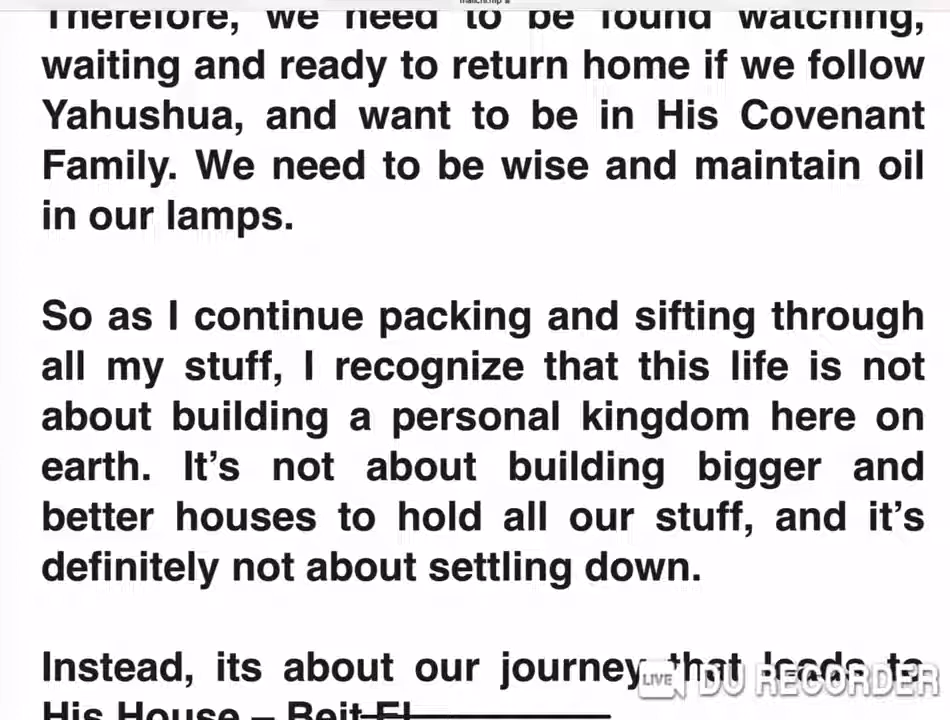 Therefore, we need to be found watching,
waiting and ready to return home if we follow
Yahushua, and want to be in His Covenant
Family. We need to be wise and maintain oil
in our lamps.
So as I continue packing and sifting through
all my stuff, I recognize that this life is not
about building a personal kingdom here on
earth. It’s not about building bigger and
better houses to hold all our stuff, and it’s
definitely not about settling down.
Instead, its about our journey that leads to
LIVE DU RECORDER
His House – Beit El